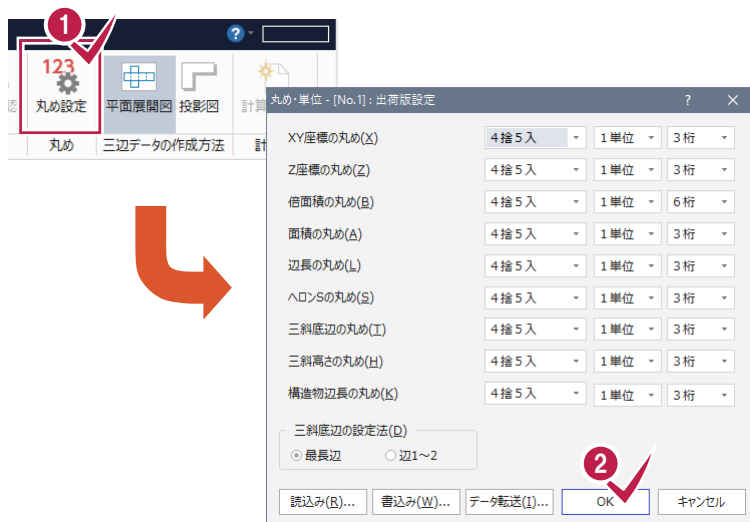 1
?
123
丸め設定
平面展開図
投影図
計算
丸め
三辺データの作成方法
計
丸め・単位 - [No.1] : 出荷版設定
? ×
XY座標の丸め(X) 4捨5入 1単位 3桁
Z座標の丸め(Z) 4捨5入 1単位 3桁
倍面積の丸め(B) 4捨5入 1単位 6桁
面積の丸め(A) 4捨5入 1単位 3桁
辺長の丸め(L) 4捨5入 1単位 3桁
ヘロンSの丸め(S) 4捨5入 1単位 3桁
三斜底辺の丸め(T) 4捨5入 1単位 3桁
三斜高さの丸め(H) 4捨5入 1単位 3桁
構造物辺長の丸め(K) 4捨5入 1単位 3桁
三斜底辺の設定法(D)
最長辺 辺1～2
2
読込み(R)... 書込み(W)... データ転送(I)... OK キャンセル